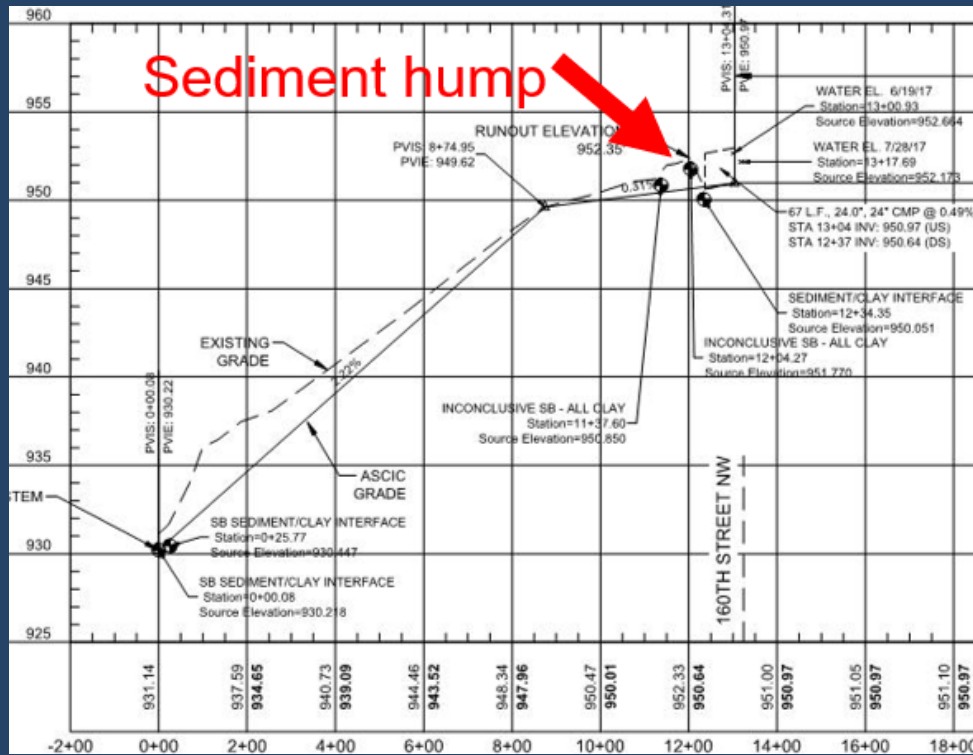 960
955
950
945
940
935
930
925
Sediment hump
PVIS: 13+04.31
PVIE: 950.97
WATER EL. 6/19/17
Station=13+00.93
Source Elevation=952.664
RUNOUT ELEVATION
952.35
PVIS: 8+74.95
PVIE: 949.62
WATER EL. 7/28/17
Station=13+17.69
Source Elevation=952.173
0.31%
67 L.F., 24.0", 24" CMP @ 0.49%
STA 13+04 INV: 950.97 (US)
STA 12+37 INV: 950.64 (DS)
SEDIMENT/CLAY INTERFACE
Station=12+34.35
Source Elevation=950.051
EXISTING
GRADE
2.22%
INCONCLUSIVE SB - ALL CLAY
Station=12+04.27
Source Elevation=951.770
PVIS: 0+00.08
PVIE: 930.22
INCONCLUSIVE SB - ALL CLAY
Station=11+37.60
Source Elevation=950.850
ASCIC
GRADE
160TH STREET NW
STEM
SB SEDIMENT/CLAY INTERFACE
Station=0+25.77
Source Elevation=930.447
SB SEDIMENT/CLAY INTERFACE
Station=0+00.08
Source Elevation=930.218
931.14
937.59
934.65
940.73
939.09
944.46
943.52
948.34
947.96
950.47
950.01
952.33
950.64
951.00
950.97
951.05
950.97
951.10
950.97
-2+00 0+00 2+00 4+00 6+00 8+00 10+00 12+00 14+00 16+00 18+00